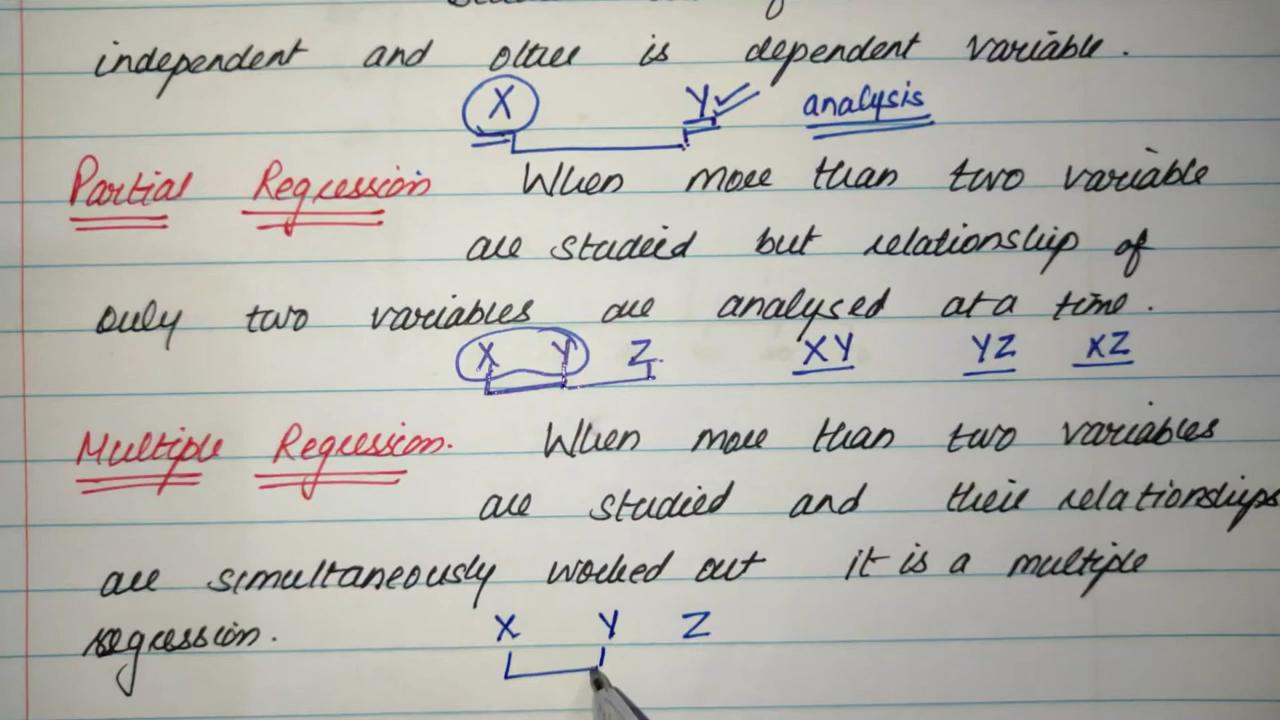 independent and other is dependent variable.
X Y analysis
Partial Regression When more than two variable
are studied but relationship of
only two variables are analysed at a time.
X Y Z. XY YZ XZ
Multiple Regression. When more than two variables
are studied and their relationships
are simultaneously worked out it is a multiple
regression. X Y Z